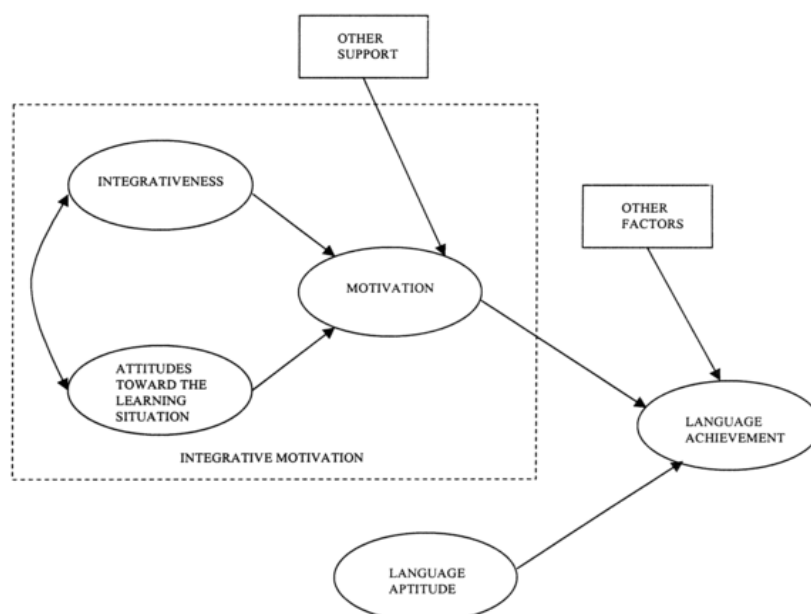 OTHER
SUPPORT
INTEGRATIVENESS
OTHER
FACTORS
MOTIVATION
ATTITUDES
TOWARD THE
LEARNING
SITUATION
LANGUAGE
ACHIEVEMENT
INTEGRATIVE MOTIVATION
LANGUAGE
APTITUDE